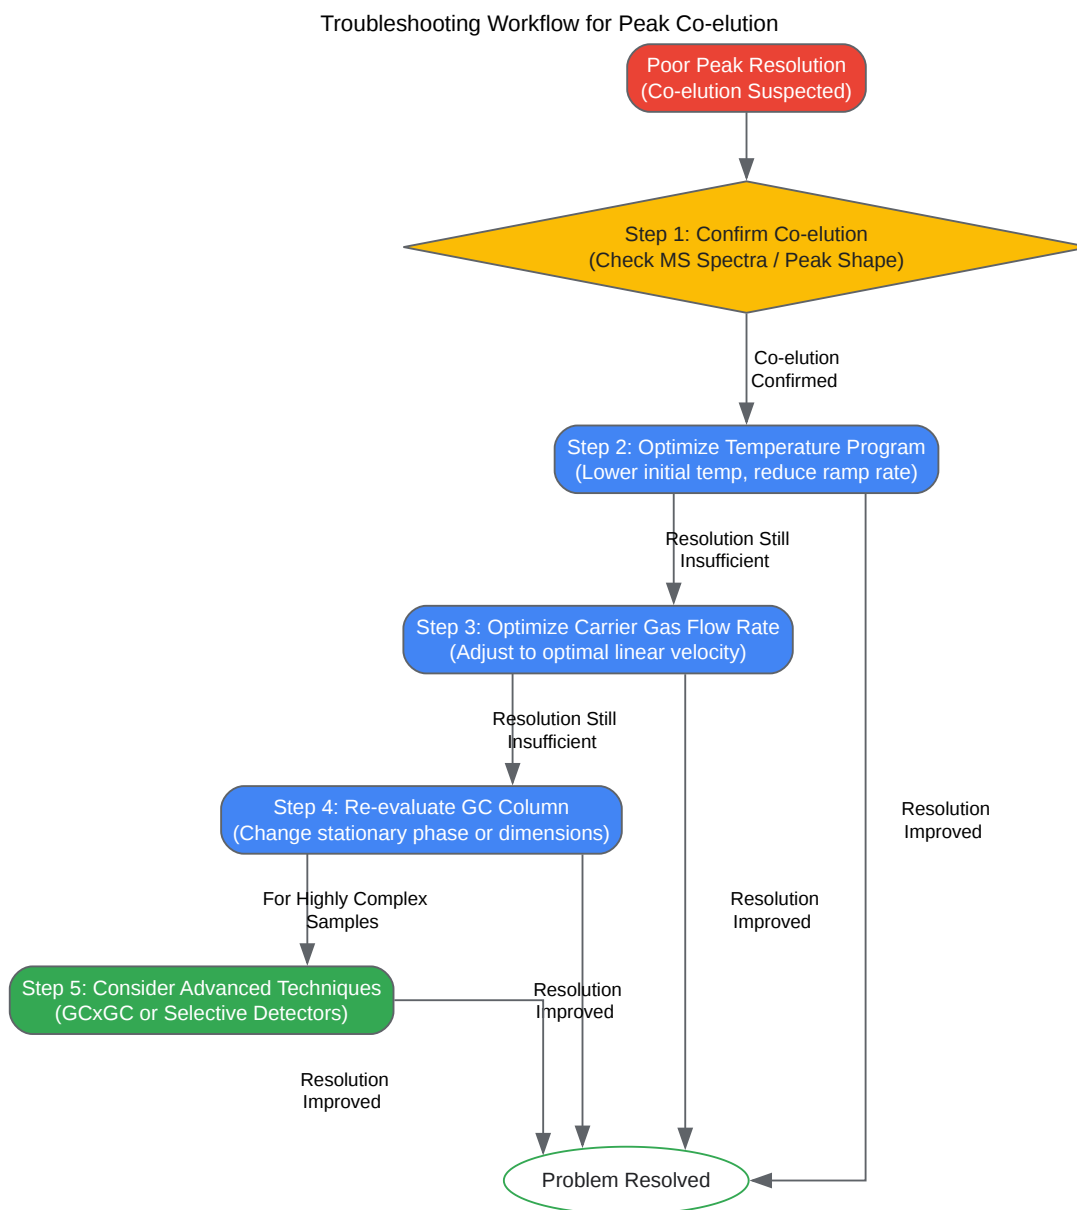 Troubleshooting Workflow for Peak Co-elution
Poor Peak Resolution
(Co-elution Suspected)
Step 1: Confirm Co-elution
(Check MS Spectra / Peak Shape)
Co-elution
Confirmed
Step 2: Optimize Temperature Program
(Lower initial temp, reduce ramp rate)
Resolution Still
Insufficient
Step 3: Optimize Carrier Gas Flow Rate
(Adjust to optimal linear velocity)
Resolution Still
Insufficient
Step 4: Re-evaluate GC Column
(Change stationary phase or dimensions)
Resolution
Improved
For Highly Complex
Samples
Resolution
Improved
Step 5: Consider Advanced Techniques
(GCxGC or Selective Detectors)
Resolution
Improved
Resolution
Improved
Problem Resolved